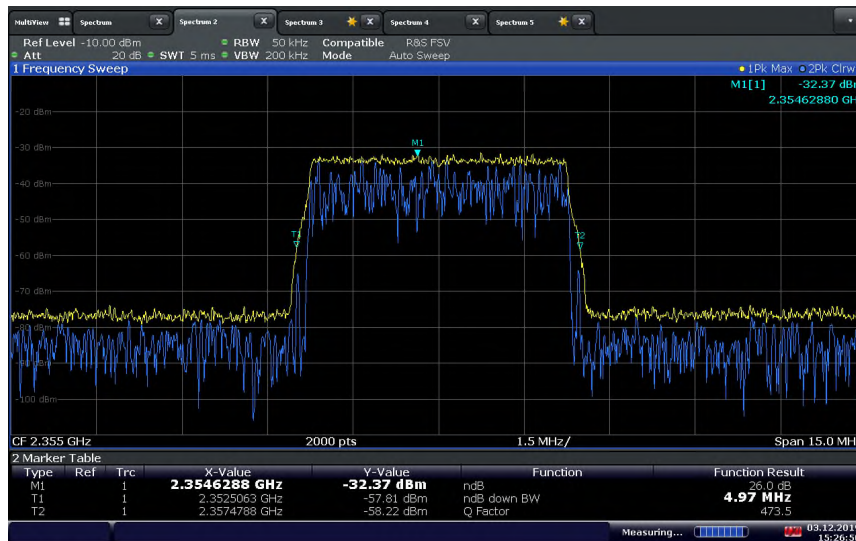 MultiView Spectrum X Spectrum 2 X Spectrum 3 X Spectrum 4 X Spectrum 5 X
Ref Level -10.00 dBm RBW 50 kHz Compatible R&S FSV
Att 20 dB SWT 5 ms VBW 200 kHz Mode Auto Sweep
1 Frequency Sweep 1Pk Max 2Pk Clrw
M1[1] -32.37 dBm
2.35462880 GH
-20 dBm
M1
-30 dBm
-40 dBm
-50 dBm
T1 T2
-60 dBm
-70 dBm
-80 dBm
-90 dBm
-100 dBm
CF 2.355 GHz 2000 pts 1.5 MHz/ Span 15.0 MH
2 Marker Table
Type Ref Trc X-Value Y-Value Function Function Result
M1 1 2.3546288 GHz -32.37 dBm ndB 26.0 dB
T1 1 2.3525063 GHz -57.81 dBm ndB down BW 4.97 MHz
T2 1 2.3574788 GHz -58.22 dBm Q Factor 473.5
Measuring... 03.12.201
15:26:5